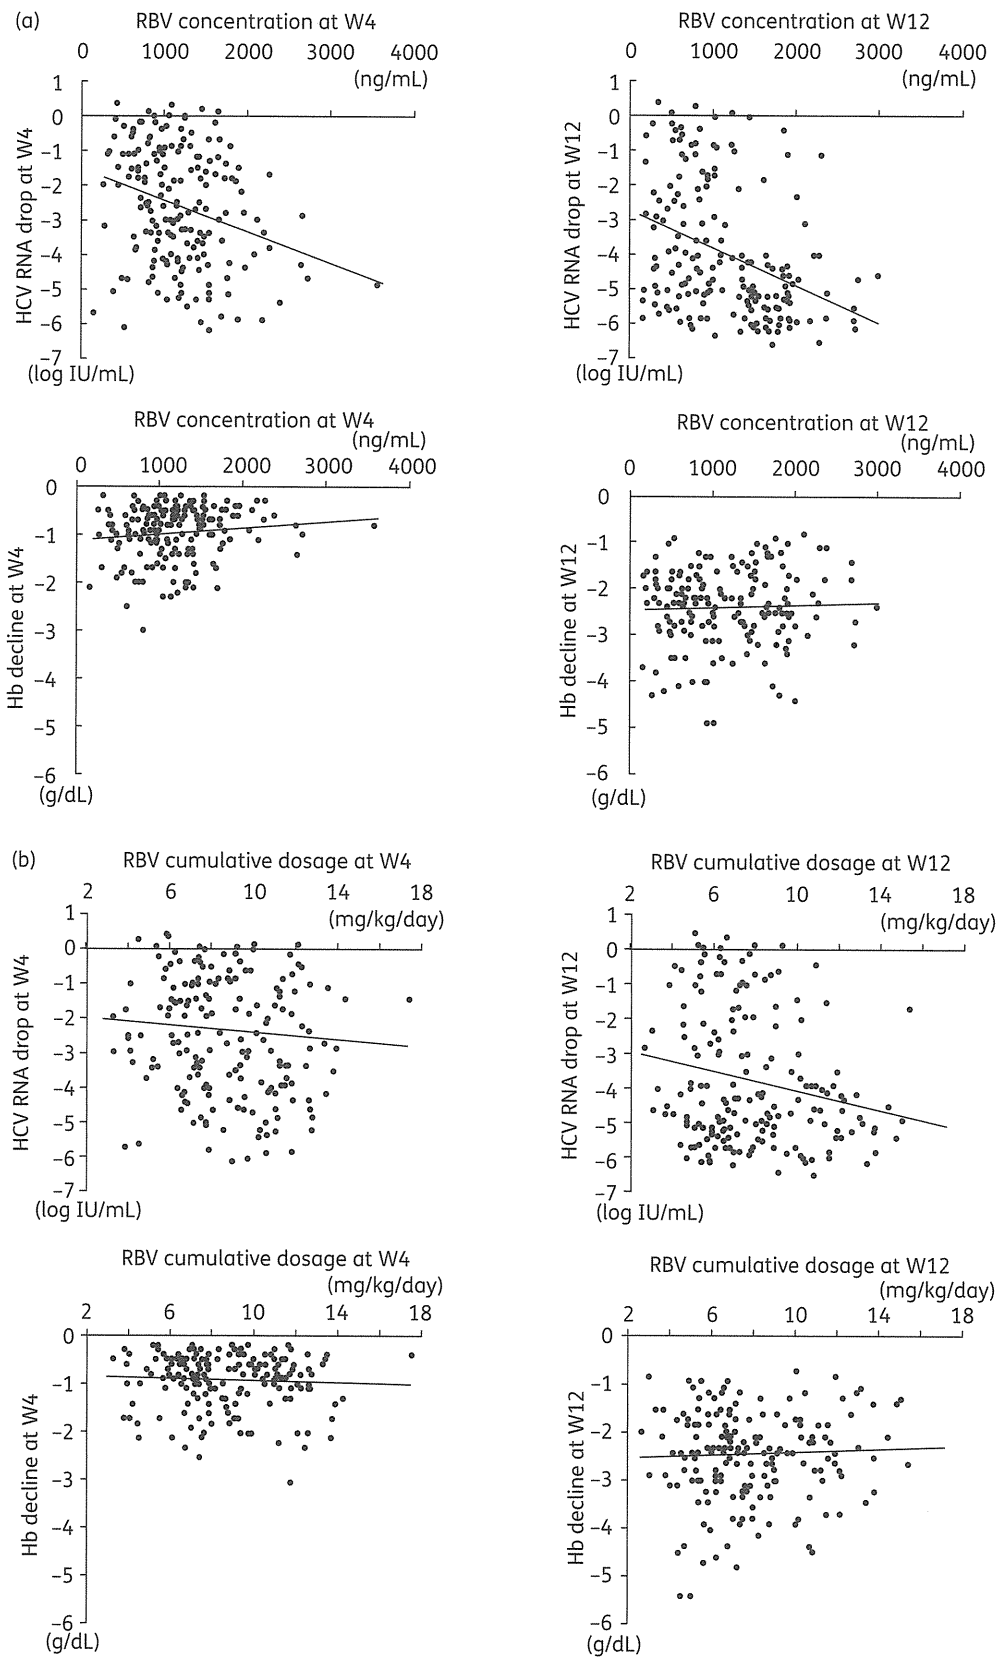 (a)
RBV concentration at W4
0 1000 2000 3000 4000
(ng/mL)
1
0
−1
−2
−3
−4
−5
−6
−7
HCV RNA drop at W4
(log IU/mL)
RBV concentration at W12
0 1000 2000 3000 4000
(ng/mL)
1
0
−1
−2
−3
−4
−5
−6
−7
HCV RNA drop at W12
(log IU/mL)
RBV concentration at W4
(ng/mL)
0 1000 2000 3000 4000
0
−1
−2
−3
−4
−5
−6
Hb decline at W4
(g/dL)
RBV concentration at W12
(ng/mL)
0 1000 2000 3000 4000
0
−1
−2
−3
−4
−5
−6
Hb decline at W12
(g/dL)
(b)
RBV cumulative dosage at W4
2 6 10 14 18
(mg/kg/day)
1
0
−1
−2
−3
−4
−5
−6
−7
HCV RNA drop at W4
(log IU/mL)
RBV cumulative dosage at W12
2 6 10 14 18
(mg/kg/day)
1
0
−1
−2
−3
−4
−5
−6
−7
HCV RNA drop at W12
(log IU/mL)
RBV cumulative dosage at W4
(mg/kg/day)
2 6 10 14 18
0
−1
−2
−3
−4
−5
−6
Hb decline at W4
(g/dL)
RBV cumulative dosage at W12
(mg/kg/day)
2 6 10 14 18
0
−1
−2
−3
−4
−5
−6
Hb decline at W12
(g/dL)